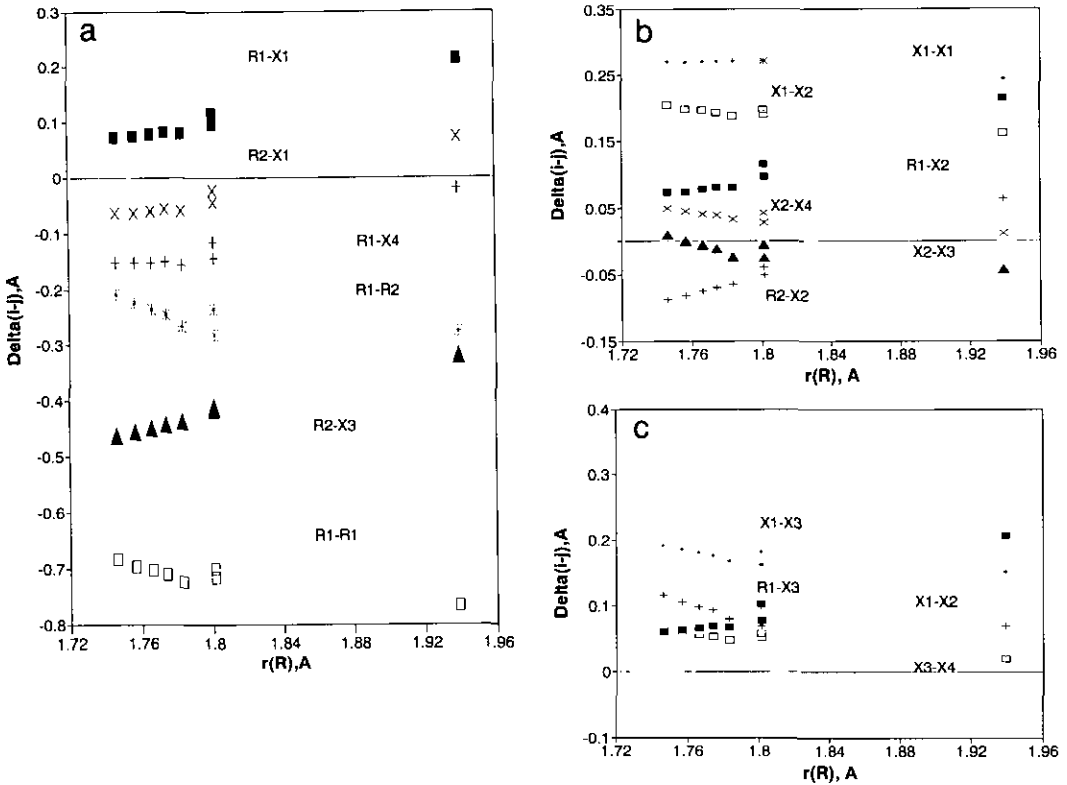 a
0.3
0.2
0.1
0
-0.1
-0.2
-0.3
-0.4
-0.5
-0.6
-0.7
-0.8
Delta(i-j),A
R1-X1
R2-X1
R1-X4
R1-R2
R2-X3
R1-R1
1.72 1.76 1.8 1.84 1.88 1.92 1.96
r(R),A
b
0.35
0.25
0.15
0.05
-0.05
-0.15
Delta(i-j),A
X1-X1
X1-X2
R1-X2
X2-X4
X2-X3
R2-X2
1.72 1.76 1.8 1.84 1.88 1.92 1.96
r(R), A
c
0.4
0.3
0.2
0.1
0
-0.1
Delta(i-j),A
X1-X3
R1-X3
X1-X2
X3-X4
1.72 1.76 1.8 1.84 1.88 1.92 1.96
r(R), A